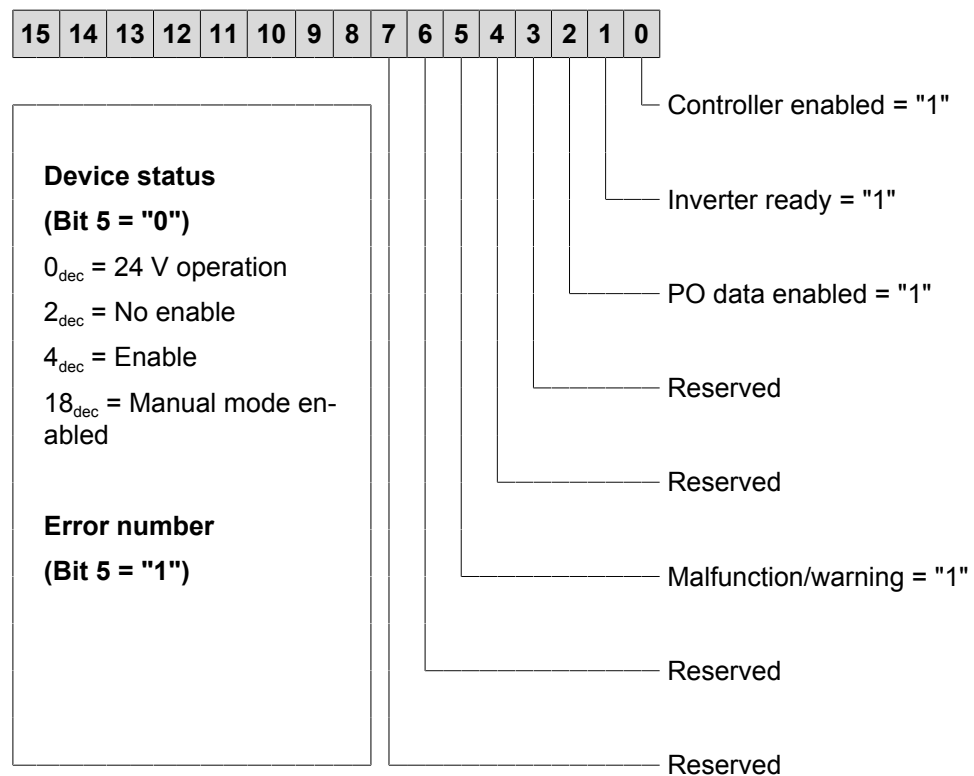 15 14 13 12 11 10 9 8 7 6 5 4 3 2 1 0
Controller enabled = "1"
Device status
(Bit 5 = "0")
Inverter ready = "1"
0dec = 24 V operation
2dec = No enable
PO data enabled = "1"
4dec = Enable
18dec = Manual mode en-
abled
Reserved
Reserved
Error number
(Bit 5 = "1")
Malfunction/warning = "1"
Reserved
Reserved